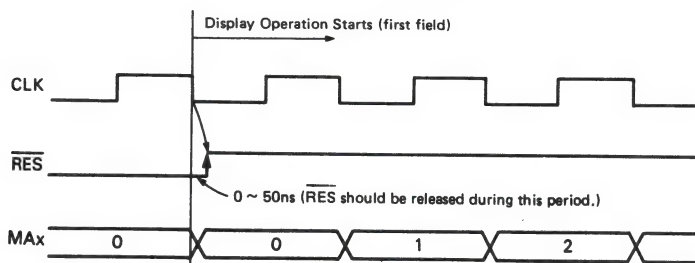 Display Operation Starts (first field)
CLK
RES
0 ~ 50ns (RES should be released during this period.)
MAx 0 0 1 2